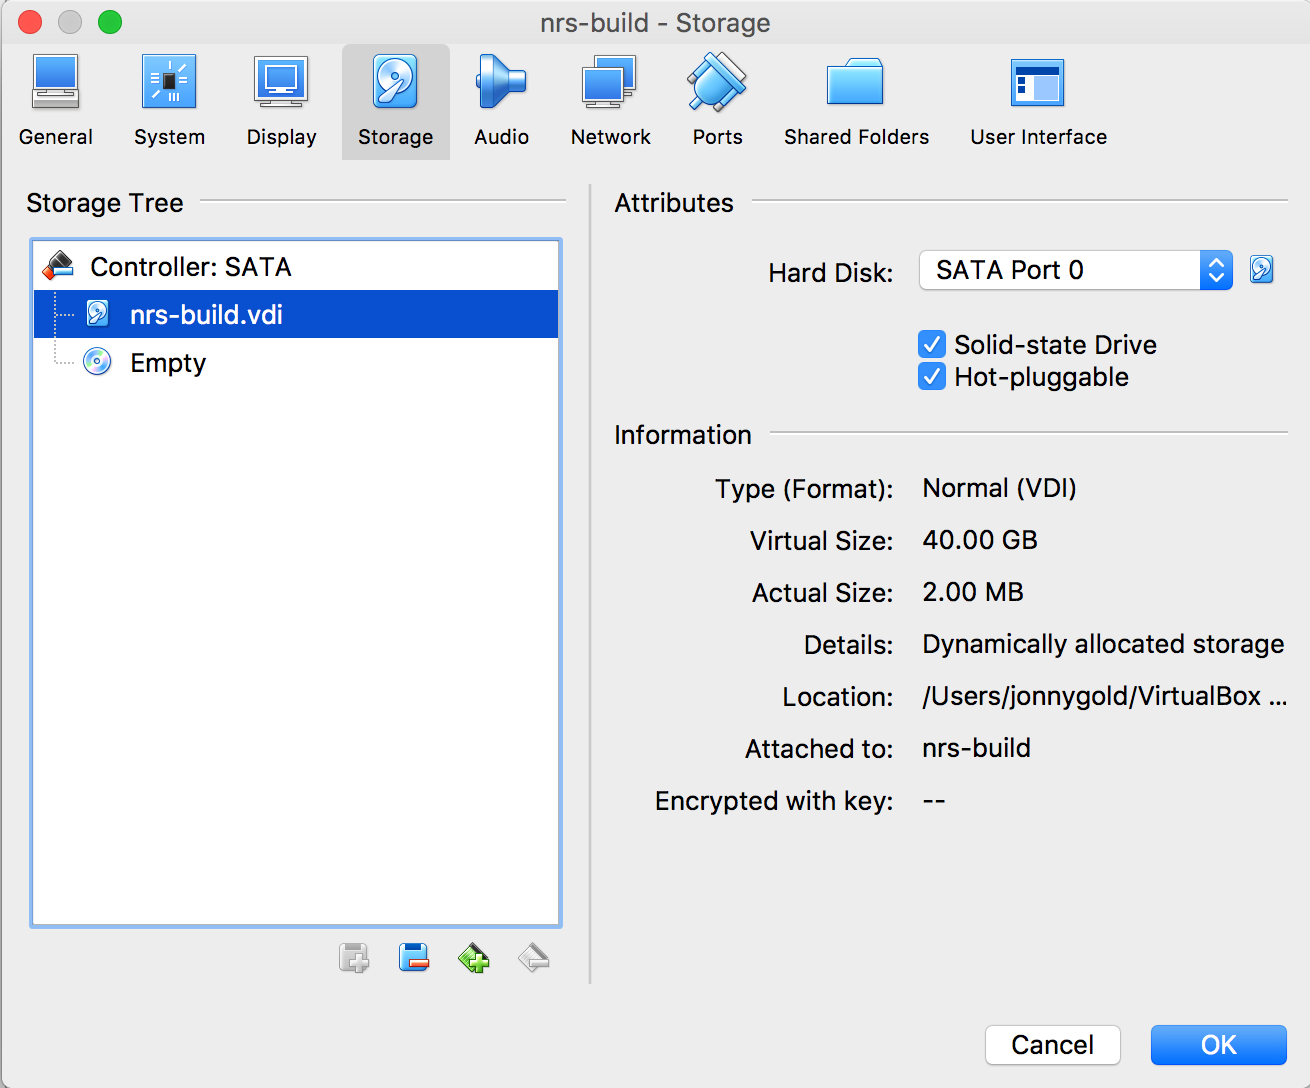 nrs-build - Storage
General System Display Storage Audio Network Ports Shared Folders User Interface
Storage Tree
Controller: SATA
nrs-build.vdi
Empty
Attributes
Hard Disk: SATA Port 0
Solid-state Drive
Hot-pluggable
Information
Type (Format): Normal (VDI)
Virtual Size: 40.00 GB
Actual Size: 2.00 MB
Details: Dynamically allocated storage
Location: /Users/jonnygold/VirtualBox ...
Attached to: nrs-build
Encrypted with key: --
Cancel OK